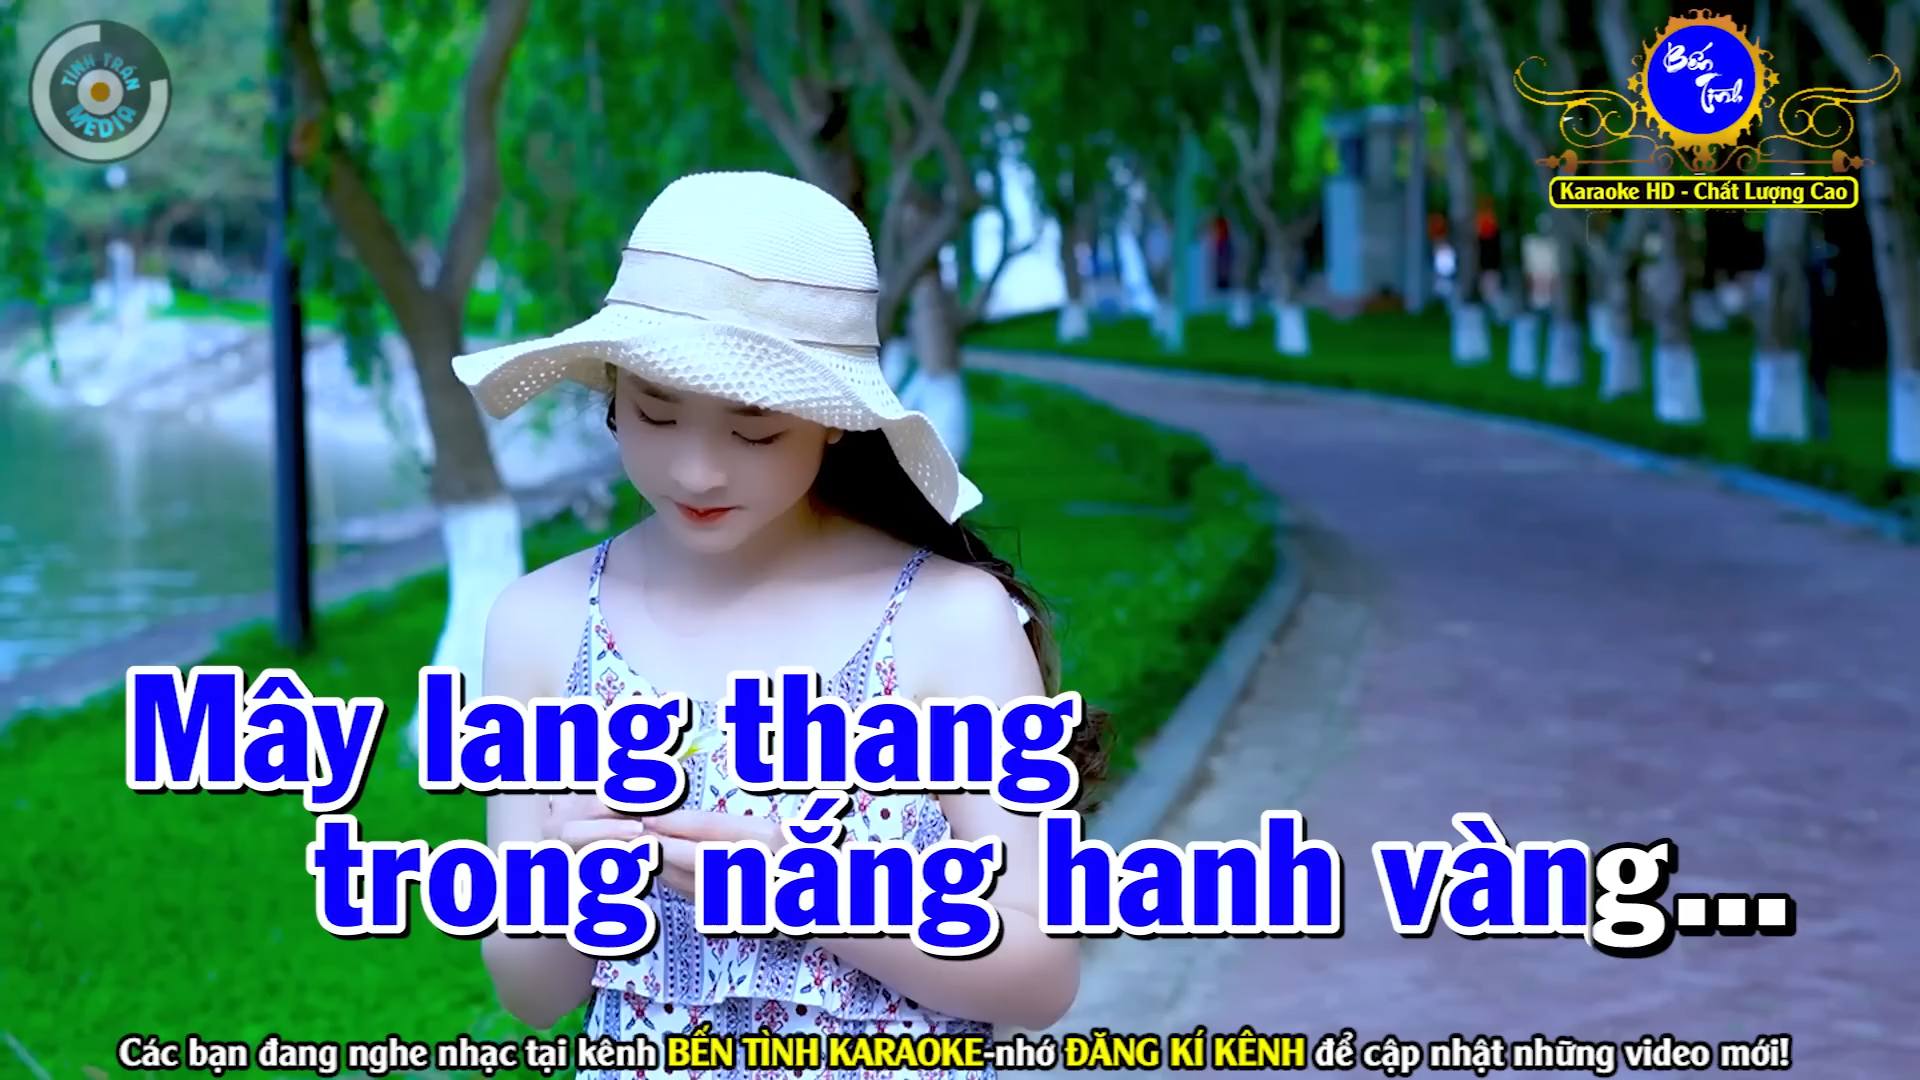 TÌNH TRẦN
MEDIA
Bến
Tình
Karaoke HD - Chất Lượng Cao
Mây lang thang
trong nắng hanh vàng...
Các bạn đang nghe nhạc tại kênh BẾN TÌNH KARAOKE-nhớ ĐĂNG KÍ KÊNH để cập nhật những video mới!